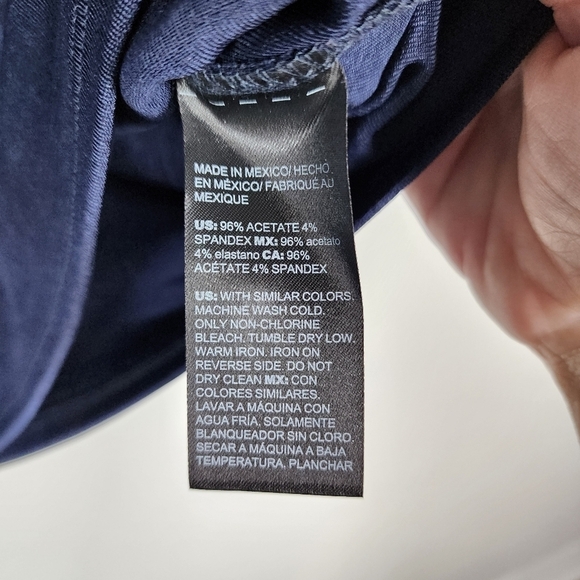 MADE IN MEXICO/ HECHO
EN MÉXICO/ FABRIQUÉ AU
MEXIQUE
US: 96% ACETATE 4%
SPANDEX MX: 96% acetato
4% elastano CA: 96%
ACÉTATE 4% SPANDEX
US: WITH SIMILAR COLORS.
MACHINE WASH COLD.
ONLY NON-CHLORINE
BLEACH. TUMBLE DRY LOW.
WARM IRON. IRON ON
REVERSE SIDE. DO NOT
DRY CLEAN MX: CON
COLORES SIMILARES.
LAVAR A MÁQUINA CON
AGUA FRÍA. SOLAMENTE
BLANQUEADOR SIN CLORO.
SECAR A MÁQUINA A BAJA
TEMPERATURA. PLANCHAR